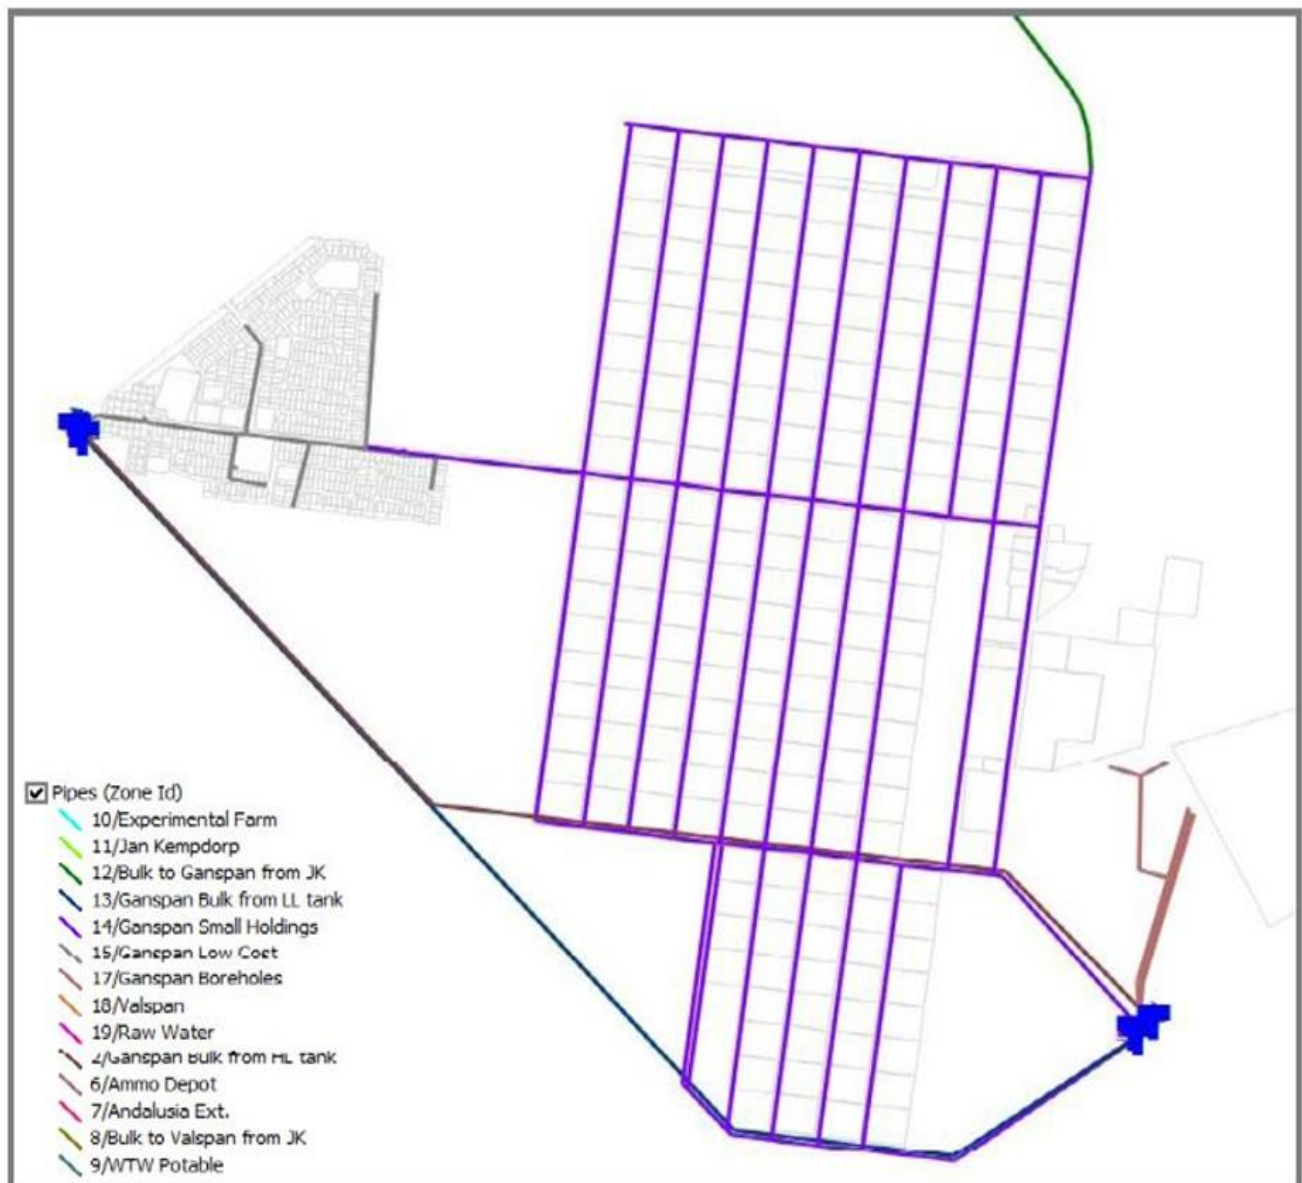 Pipes (Zone Id)
10/Experimental Farm
11/Jan Kempdorp
12/Bulk to Ganspan from JK
13/Ganspan Bulk from LL tank
14/Ganspan Small Holdings
15/Ganspan Low Cost
17/Ganspan Boreholes
18/Valspan
19/Raw Water
2/Ganspan Bulk from HL tank
6/Ammo Depot
7/Andalusia Ext.
8/Bulk to Valspan from JK
9/WTW Potable